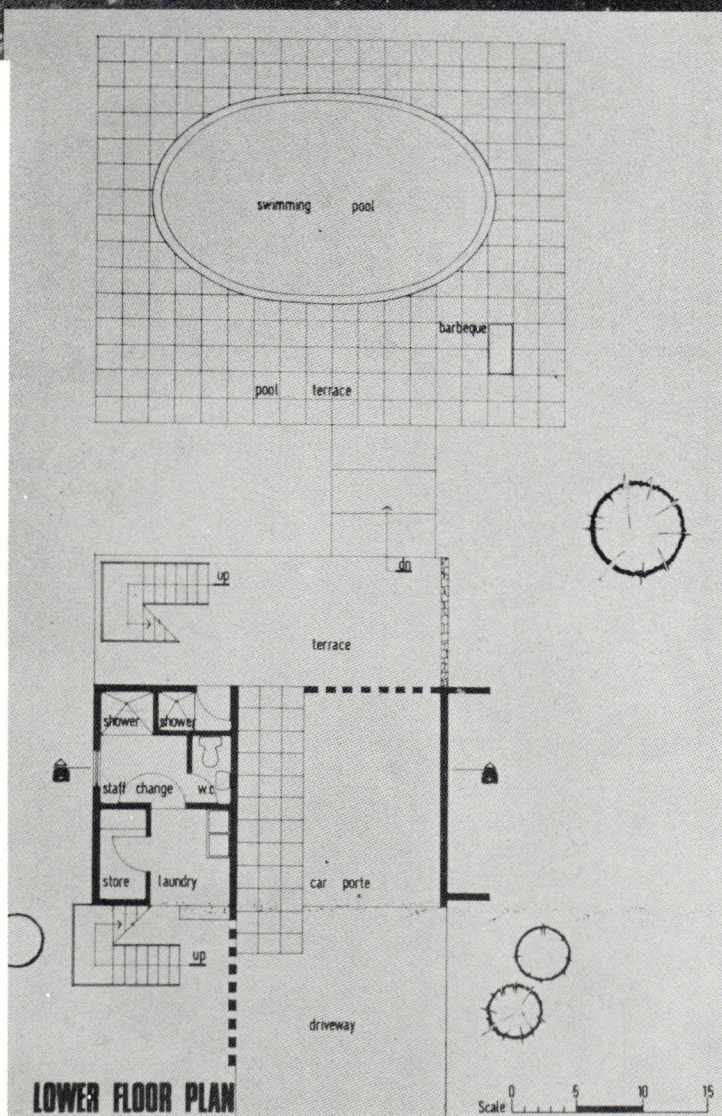 swimming pool
barbeque
pool terrace
dn
up
terrace
shower shower
staff change w.c
store laundry
car porte
up
driveway
LOWER FLOOR PLAN
Scale 0 5 10 15